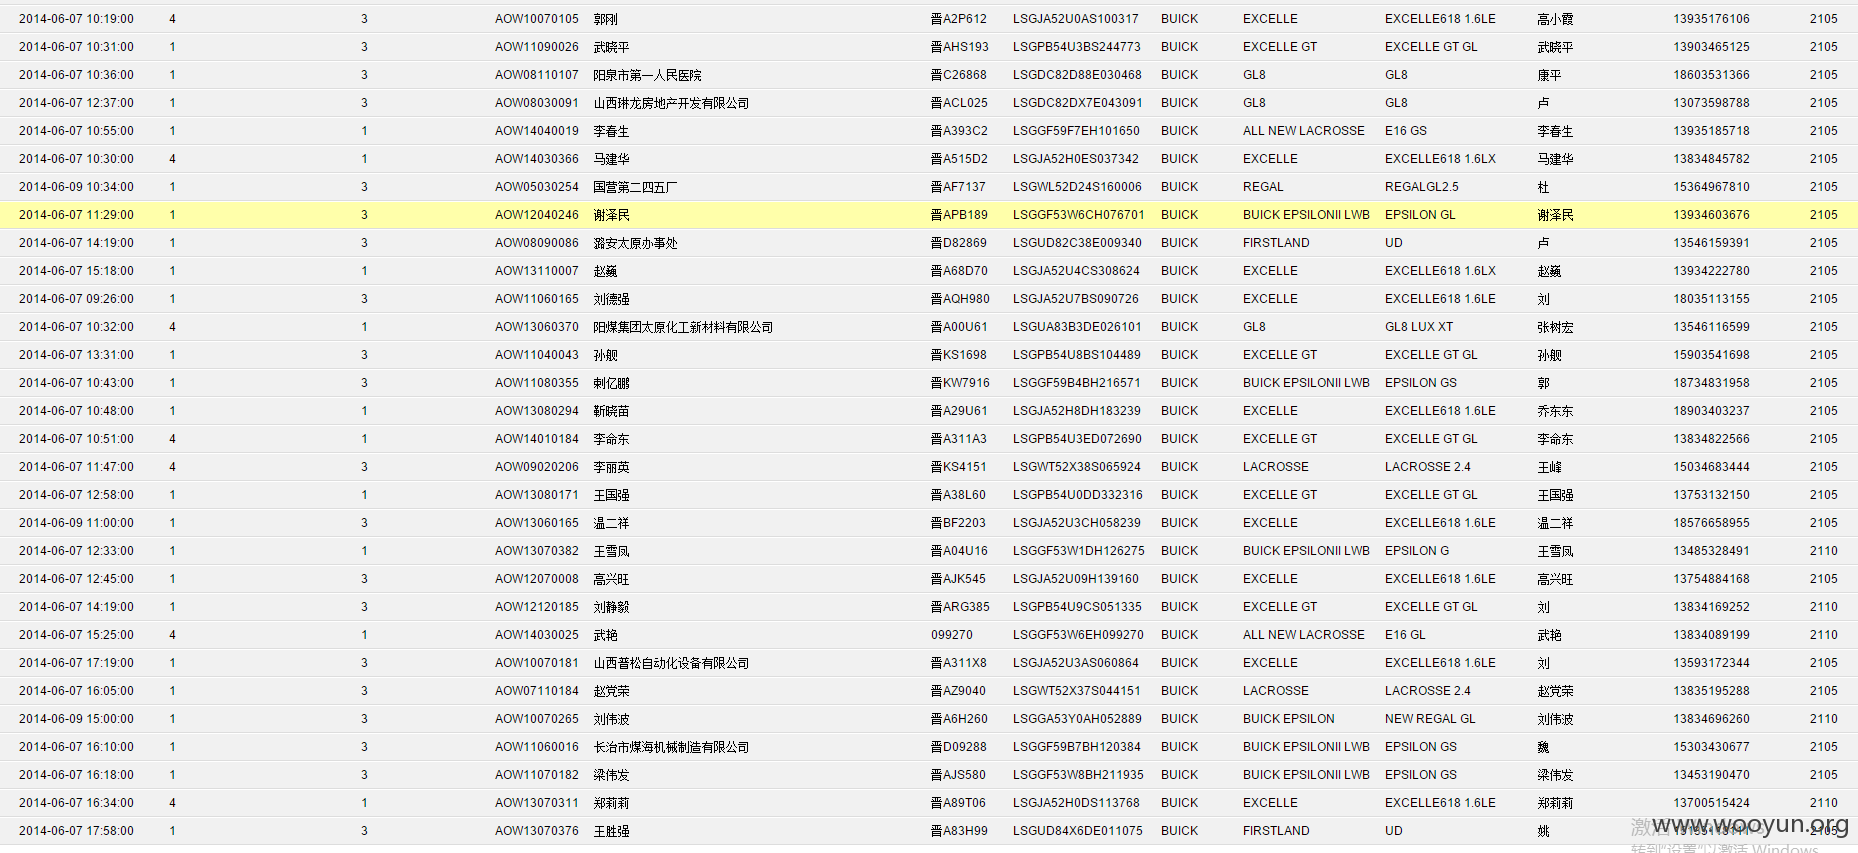 2014-06-07 10:19:00 4 3 AOW10070105 郭刚 晋A2P612 LSGJA52U0AS100317 BUICK EXCELLE EXCELLE618 1.6LE 高小霞 13935176106 2105
2014-06-07 10:31:00 1 3 AOW11090026 武晓平 晋AHS193 LSGPB54U3BS244773 BUICK EXCELLE GT EXCELLE GT GL 武晓平 13903465125 2105
2014-06-07 10:36:00 1 3 AOW08110107 阳泉市第一人民医院 晋C26868 LSGDC82D88E030468 BUICK GL8 GL8 康平 18603531366 2105
2014-06-07 12:37:00 1 3 AOW08030091 山西琳龙房地产开发有限公司 晋ACL025 LSGDC82DX7E043091 BUICK GL8 GL8 卢 13073598788 2105
2014-06-07 10:55:00 1 1 AOW14040019 李春生 晋A393C2 LSGGF59F7EH101650 BUICK ALL NEW LACROSSE E16 GS 李春生 13935185718 2105
2014-06-07 10:30:00 4 1 AOW14030366 马建华 晋A515D2 LSGJA52H0ES037342 BUICK EXCELLE EXCELLE618 1.6LX 马建华 13834845782 2105
2014-06-09 10:34:00 1 3 AOW05030254 国营第二四五厂 晋AF7137 LSGWL52D24S160006 BUICK REGAL REGALGL2.5 杜 15364967810 2105
2014-06-07 11:29:00 1 3 AOW12040246 谢泽民 晋APB189 LSGGF53W6CH076701 BUICK BUICK EPSILONII LWB EPSILON GL 谢泽民 13934603676 2105
2014-06-07 14:19:00 1 3 AOW08090086 潞安太原办事处 晋D82869 LSGUD82C38E009340 BUICK FIRSTLAND UD 卢 13546159391 2105
2014-06-07 15:18:00 1 1 AOW13110007 赵巍 晋A68D70 LSGJA52U4CS308624 BUICK EXCELLE EXCELLE618 1.6LX 赵巍 13934222780 2105
2014-06-07 09:26:00 1 3 AOW11060165 刘德强 晋AQH980 LSGJA52U7BS090726 BUICK EXCELLE EXCELLE618 1.6LE 刘 18035113155 2105
2014-06-07 10:32:00 4 1 AOW13060370 阳煤集团太原化工新材料有限公司 晋A00U61 LSGUA83B3DE026101 BUICK GL8 GL8 LUX XT 张树宏 13546116599 2105
2014-06-07 13:31:00 1 3 AOW11040043 孙舰 晋KS1698 LSGPB54U8BS104489 BUICK EXCELLE GT EXCELLE GT GL 孙舰 15903541698 2105
2014-06-07 10:43:00 1 3 AOW11080355 剌亿鹏 晋KW7916 LSGGF59B4BH216571 BUICK BUICK EPSILONII LWB EPSILON GS 郭 18734831958 2105
2014-06-07 10:48:00 1 1 AOW13080294 靳晓苗 晋A29U61 LSGJA52H8DH183239 BUICK EXCELLE EXCELLE618 1.6LE 乔东东 18903403237 2105
2014-06-07 10:51:00 4 1 AOW14010184 李命东 晋A311A3 LSGPB54U3ED072690 BUICK EXCELLE GT EXCELLE GT GL 李命东 13834822566 2105
2014-06-07 11:47:00 4 3 AOW09020206 李丽英 晋KS4151 LSGWT52X38S065924 BUICK LACROSSE LACROSSE 2.4 王峰 15034683444 2105
2014-06-07 12:58:00 1 1 AOW13080171 王国强 晋A38L60 LSGPB54U0DD332316 BUICK EXCELLE GT EXCELLE GT GL 王国强 13753132150 2105
2014-06-09 11:00:00 1 3 AOW13060165 温二祥 晋BF2203 LSGJA52U3CH058239 BUICK EXCELLE EXCELLE618 1.6LE 温二祥 18576658955 2105
2014-06-07 12:33:00 1 1 AOW13070382 王雪凤 晋A04U16 LSGGF53W1DH126275 BUICK BUICK EPSILONII LWB EPSILON G 王雪凤 13485328491 2110
2014-06-07 12:45:00 1 3 AOW12070008 高兴旺 晋AJK545 LSGJA52U09H139160 BUICK EXCELLE EXCELLE618 1.6LE 高兴旺 13754884168 2105
2014-06-07 14:19:00 1 3 AOW12120185 刘静毅 晋ARG385 LSGPB54U9CS051335 BUICK EXCELLE GT EXCELLE GT GL 刘 13834169252 2110
2014-06-07 15:25:00 4 1 AOW14030025 武艳 099270 LSGGF53W6EH099270 BUICK ALL NEW LACROSSE E16 GL 武艳 13834089199 2110
2014-06-07 17:19:00 1 3 AOW10070181 山西普松自动化设备有限公司 晋A311X8 LSGJA52U3AS060864 BUICK EXCELLE EXCELLE618 1.6LE 刘 13593172344 2105
2014-06-07 16:05:00 1 3 AOW07110184 赵党荣 晋AZ9040 LSGWT52X37S044151 BUICK LACROSSE LACROSSE 2.4 赵党荣 13835195288 2105
2014-06-09 15:00:00 1 3 AOW10070265 刘伟波 晋A6H260 LSGGA53Y0AH052889 BUICK BUICK EPSILON NEW REGAL GL 刘伟波 13834696260 2110
2014-06-07 16:10:00 1 3 AOW11060016 长治市煤海机械制造有限公司 晋D09288 LSGGF59B7BH120384 BUICK BUICK EPSILONII LWB EPSILON GS 魏 15303430677 2105
2014-06-07 16:18:00 1 3 AOW11070182 梁伟发 晋AJS580 LSGGF53W8BH211935 BUICK BUICK EPSILONII LWB EPSILON GS 梁伟发 13453190470 2105
2014-06-07 16:34:00 4 1 AOW13070311 郑莉莉 晋A89T06 LSGJA52H0DS113768 BUICK EXCELLE EXCELLE618 1.6LE 郑莉莉 13700515424 2110
2014-06-07 17:58:00 1 3 AOW13070376 王胜强 晋A83H99 LSGUD84X6DE011075 BUICK FIRSTLAND UD 姚 2105
www.wooyun.org
转到"设置"以激活 Windows